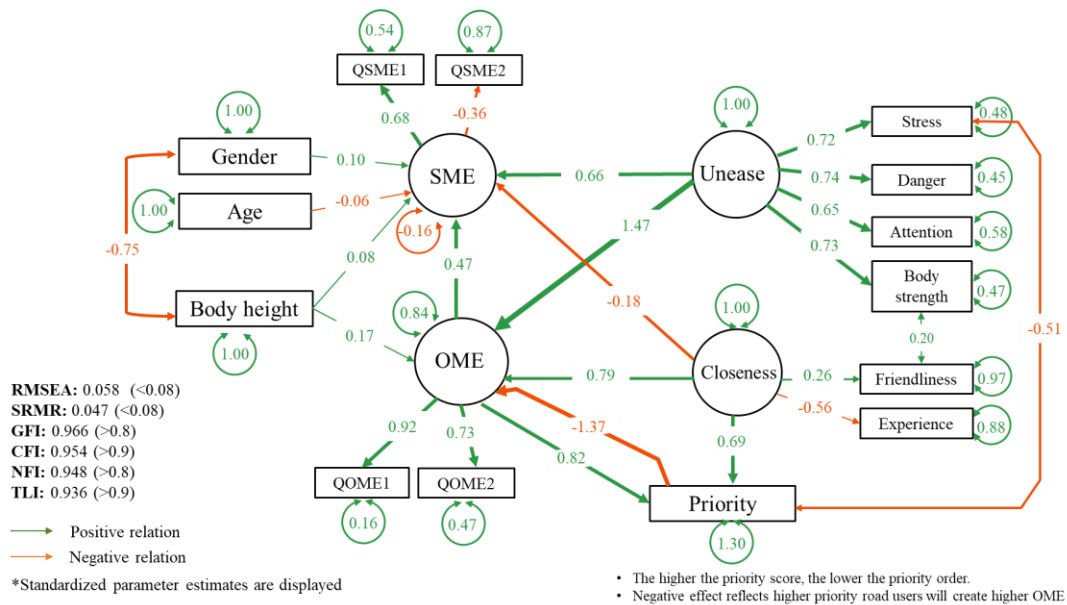 0.54
0.87
QSME1
QSME2
1.00
1.00
0.48
0.68
-0.36
0.72
Stress
Gender
0.10
SME
0.66
Unease
0.74
Danger
0.45
1.00
Age
-0.06
0.65
Attention
0.58
-0.16
1.47
0.73
-0.75
0.08
0.47
Body
strength
0.47
-0.18
1.00
Body height
0.84
0.17
0.20
-0.51
1.00
OME
0.79
Closeness
0.26
Friendliness
0.97
-0.56
Experience
0.88
RMSEA: 0.058 (<0.08)
SRMR: 0.047 (<0.08)
GFI: 0.966 (>0.8)
CFI: 0.954 (>0.9)
NFI: 0.948 (>0.8)
TLI: 0.936 (>0.9)
0.92
0.73
-1.37
0.82
0.69
QOME1
QOME2
Priority
0.16
0.47
1.30
Positive relation
Negative relation
*Standardized parameter estimates are displayed
• The higher the priority score, the lower the priority order.
• Negative effect reflects higher priority road users will create higher OME